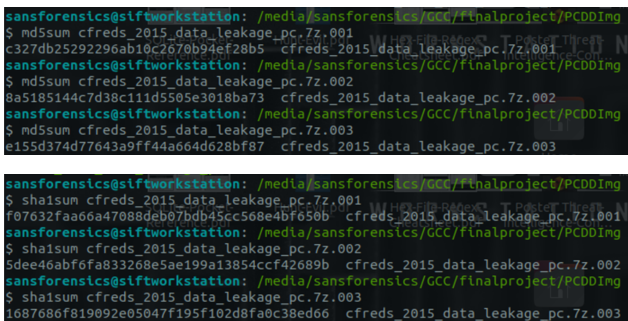 sansforensics@siftworkstation: /media/sansforensics/GCC/finalproject/PCDDImg
$ md5sum cfreds_2015_data_leakage_pc.7z.001
c327db25292296ab10c2670b94ef28b5  cfreds_2015_data_leakage_pc.7z.001
sansforensics@siftworkstation: /media/sansforensics/GCC/finalproject/PCDDImg
$ md5sum cfreds_2015_data_leakage_pc.7z.002
8a5185144c7d38c111d5505e3018ba73  cfreds_2015_data_leakage_pc.7z.002
sansforensics@siftworkstation: /media/sansforensics/GCC/finalproject/PCDDImg
$ md5sum cfreds_2015_data_leakage_pc.7z.003
e155d374d77643a9ff44a664d628bf87  cfreds_2015_data_leakage_pc.7z.003
sansforensics@siftworkstation: /media/sansforensics/GCC/finalproject/PCDDImg
$ sha1sum cfreds_2015_data_leakage_pc.7z.001
f07632faa66a47088deb07bdb45cc568e4bf650b  cfreds_2015_data_leakage_pc.7z.001
sansforensics@siftworkstation: /media/sansforensics/GCC/finalproject/PCDDImg
$ sha1sum cfreds_2015_data_leakage_pc.7z.002
5dee46abf6fa833268e5ae199a13854ccf42689b  cfreds_2015_data_leakage_pc.7z.002
sansforensics@siftworkstation: /media/sansforensics/GCC/finalproject/PCDDImg
$ sha1sum cfreds_2015_data_leakage_pc.7z.003
1687686f819092e05047f195f102d8fa0c38ed66  cfreds_2015_data_leakage_pc.7z.003